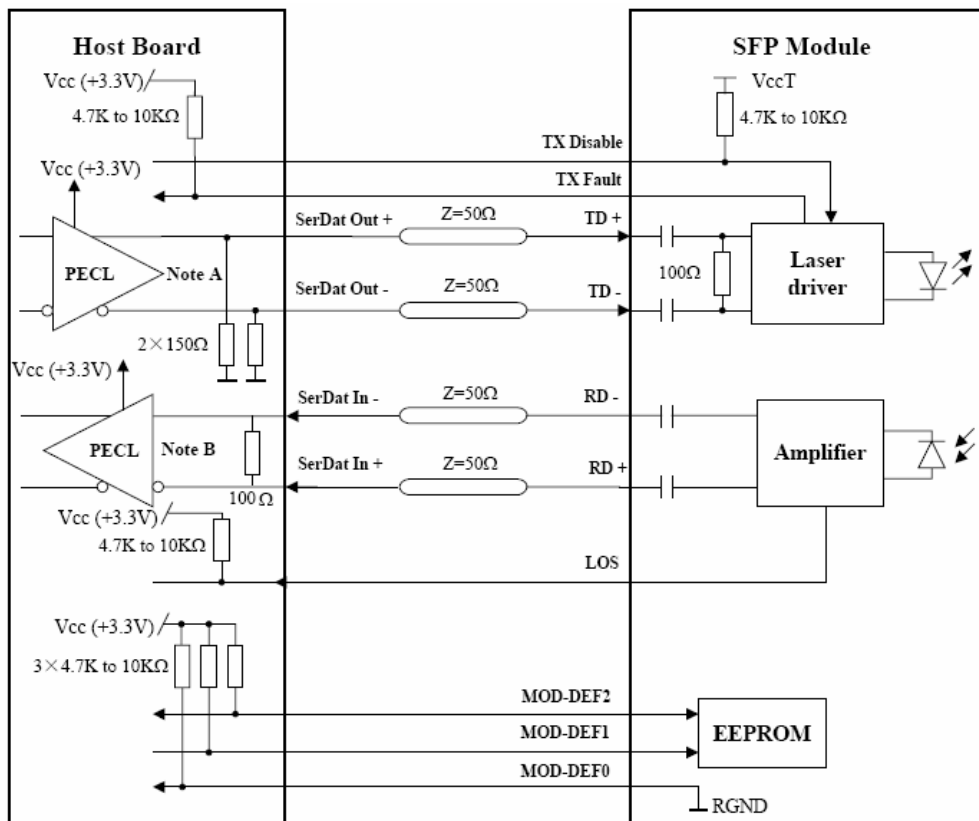 Host Board
SFP Module
Vcc (+3.3V)
4.7K to 10KΩ
VccT
4.7K to 10KΩ
TX Disable
Vcc (+3.3V)
TX Fault
SerDat Out +
Z=50Ω
TD +
PECL
Note A
100Ω
Laser
driver
SerDat Out -
Z=50Ω
TD -
2×150Ω
Vcc (+3.3V)
SerDat In -
Z=50Ω
RD -
PECL
Note B
Amplifier
SerDat In +
Z=50Ω
RD +
100Ω
Vcc (+3.3V)
4.7K to 10KΩ
LOS
Vcc (+3.3V)
3×4.7K to 10KΩ
MOD-DEF2
EEPROM
MOD-DEF1
MOD-DEF0
RGND